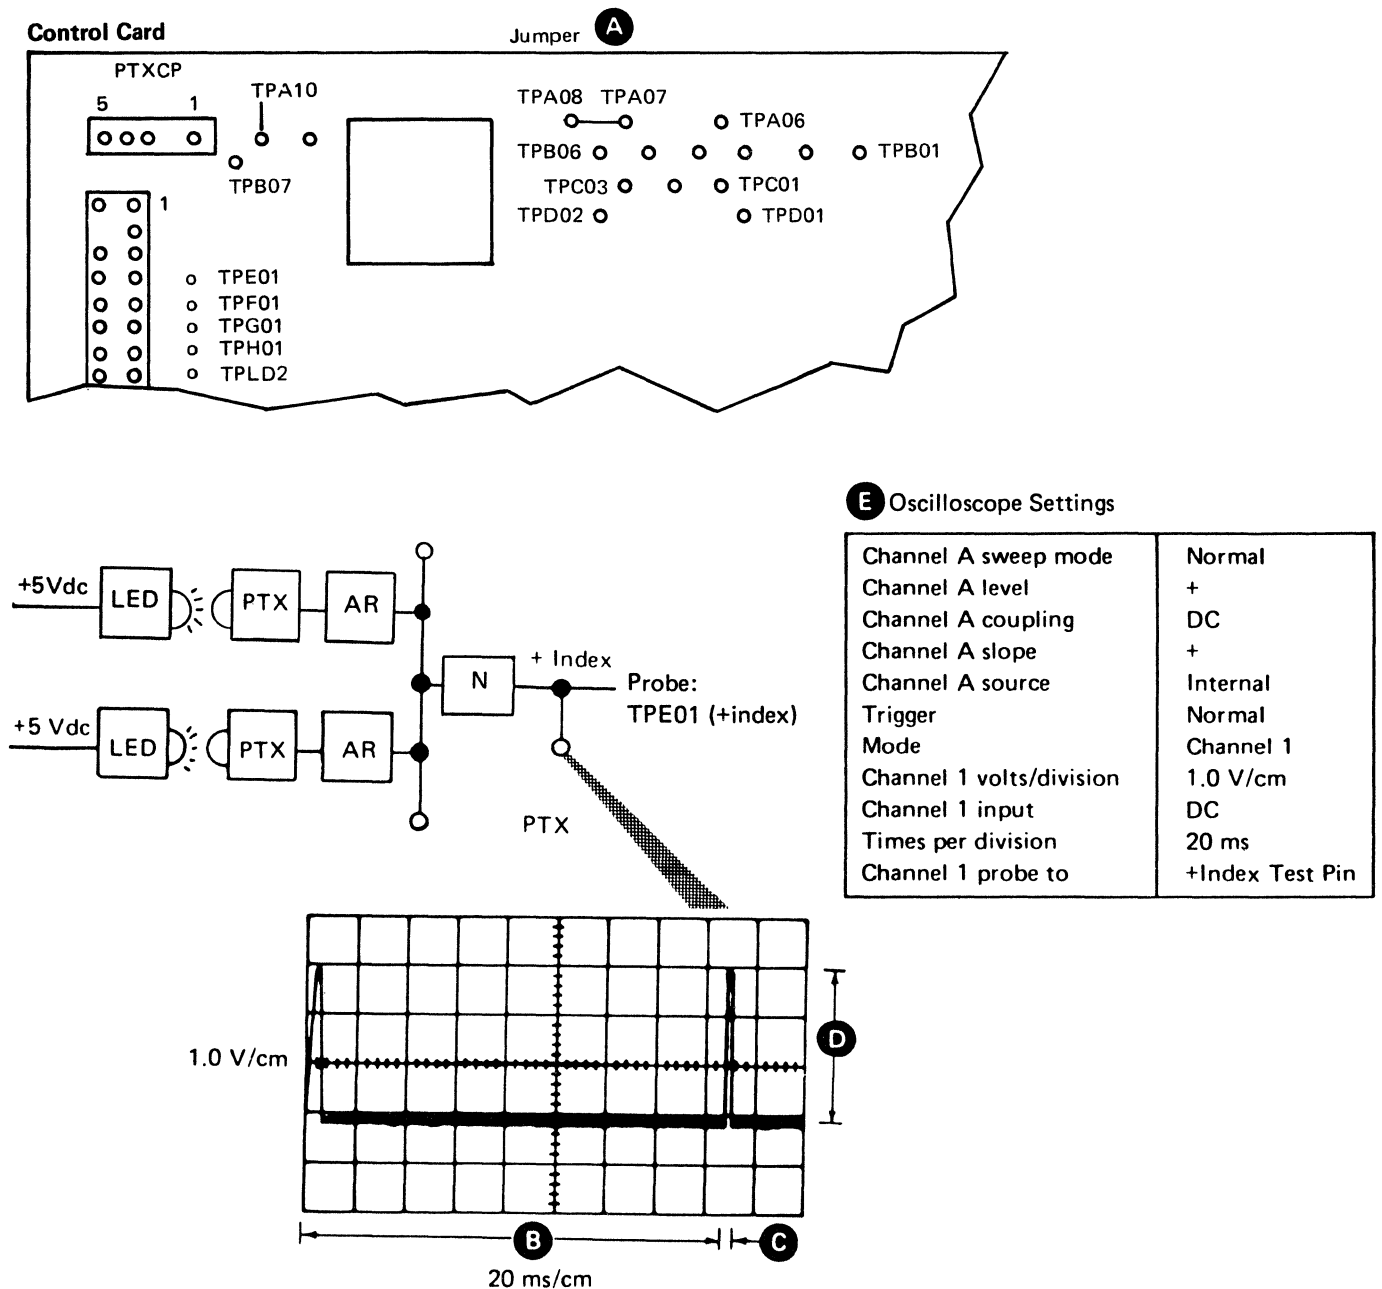 Control Card
Jumper A
PTXCP
5 1
TPA10
TPB07
1
TPA08 TPA07
TPA06
TPB06 TPB01
TPC03 TPC01
TPD02 TPD01
TPE01
TPF01
TPG01
TPH01
TPLD2
E Oscilloscope Settings
Channel A sweep mode Normal
Channel A level +
Channel A coupling DC
Channel A slope +
Channel A source Internal
Trigger Normal
Mode Channel 1
Channel 1 volts/division 1.0 V/cm
Channel 1 input DC
Times per division 20 ms
Channel 1 probe to +Index Test Pin
+5Vdc LED PTX AR
N + Index
Probe:
TPE01 (+index)
+5 Vdc LED PTX AR
PTX
1.0 V/cm
D
B C
20 ms/cm